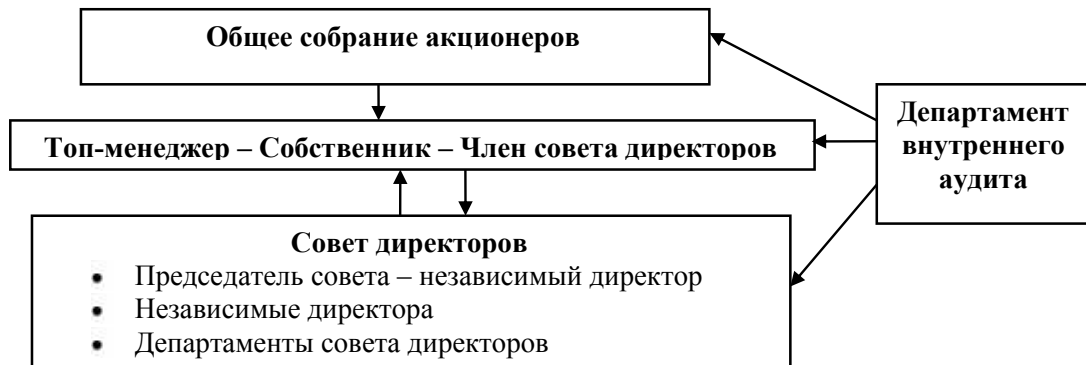 Общее собрание акционеров
Топ-менеджер – Собственник – Член совета директоров
Департамент
внутреннего
аудита
Совет директоров
• Председатель совета – независимый директор
• Независимые директора
• Департаменты совета директоров